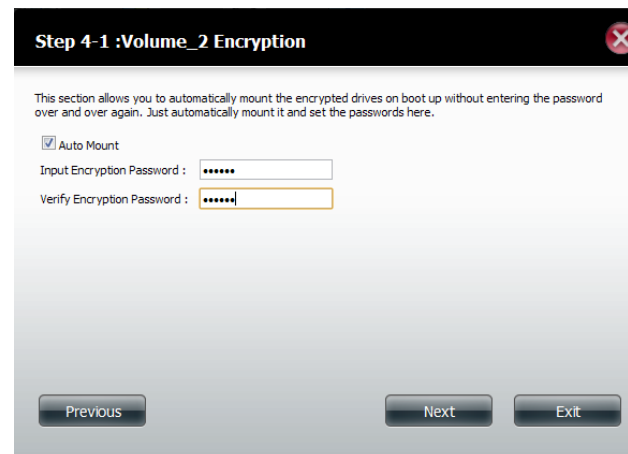 Step 4-1 :Volume_2 Encryption
This section allows you to automatically mount the encrypted drives on boot up without entering the password
over and over again. Just automatically mount it and set the passwords here.
Auto Mount
Input Encryption Password : ••••••
Verify Encryption Password : ••••••
Previous Next Exit